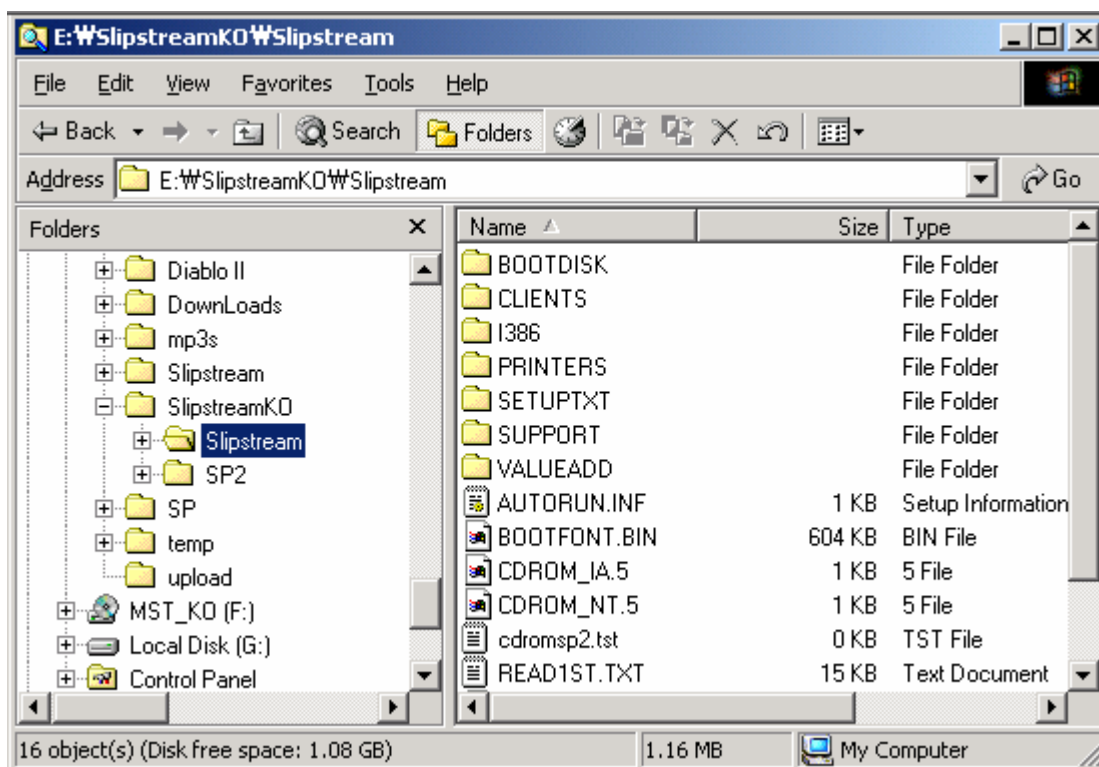 E:₩SlipstreamKO₩Slipstream
File Edit View Favorites Tools Help
Back Search Folders
Address E:₩SlipstreamKO₩Slipstream Go
Folders
Diablo II
DownLoads
mp3s
Slipstream
SlipstreamKO
Slipstream
SP2
SP
temp
upload
MST_KO (F:)
Local Disk (G:)
Control Panel
Name Size Type
BOOTDISK File Folder
CLIENTS File Folder
I386 File Folder
PRINTERS File Folder
SETUPTXT File Folder
SUPPORT File Folder
VALUEADD File Folder
AUTORUN.INF 1 KB Setup Information
BOOTFONT.BIN 604 KB BIN File
CDROM_IA.5 1 KB 5 File
CDROM_NT.5 1 KB 5 File
cdromsp2.tst 0 KB TST File
READ1ST.TXT 15 KB Text Document
16 object(s) (Disk free space: 1.08 GB) 1.16 MB My Computer